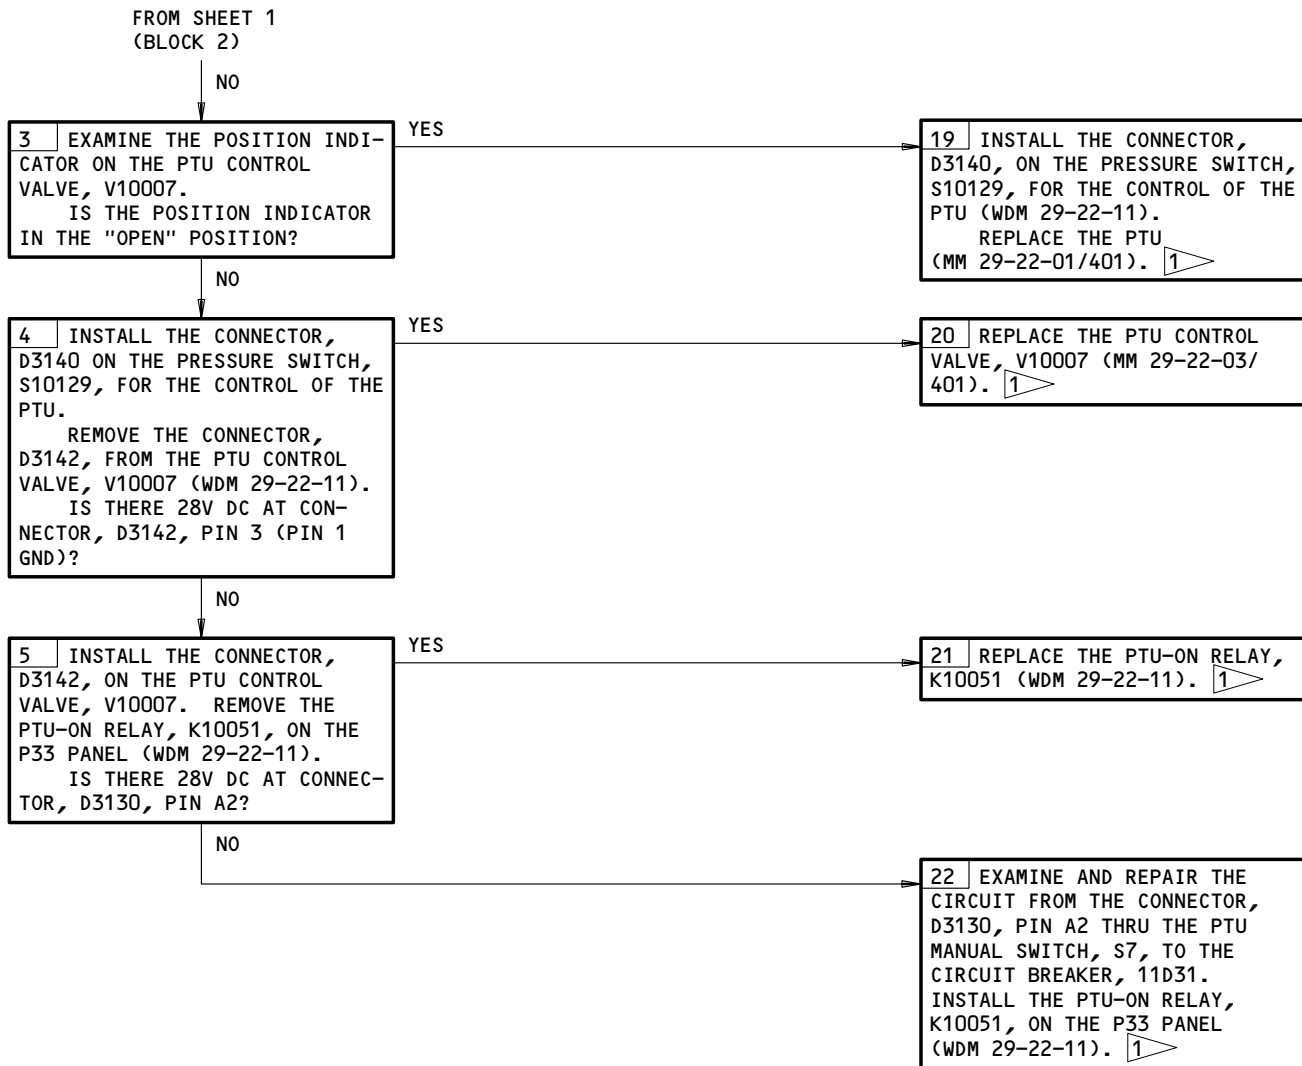 FROM SHEET 1
(BLOCK 2)
NO
3 EXAMINE THE POSITION INDI-
CATOR ON THE PTU CONTROL
VALVE, V10007.
IS THE POSITION INDICATOR
IN THE "OPEN" POSITION?
YES
19 INSTALL THE CONNECTOR,
D3140, ON THE PRESSURE SWITCH,
S10129, FOR THE CONTROL OF THE
PTU (WDM 29-22-11).
REPLACE THE PTU
(MM 29-22-01/401). 1
NO
4 INSTALL THE CONNECTOR,
D3140 ON THE PRESSURE SWITCH,
S10129, FOR THE CONTROL OF THE
PTU.
REMOVE THE CONNECTOR,
D3142, FROM THE PTU CONTROL
VALVE, V10007 (WDM 29-22-11).
IS THERE 28V DC AT CON-
NECTOR, D3142, PIN 3 (PIN 1
GND)?
YES
20 REPLACE THE PTU CONTROL
VALVE, V10007 (MM 29-22-03/
401). 1
NO
5 INSTALL THE CONNECTOR,
D3142, ON THE PTU CONTROL
VALVE, V10007. REMOVE THE
PTU-ON RELAY, K10051, ON THE
P33 PANEL (WDM 29-22-11).
IS THERE 28V DC AT CONNEC-
TOR, D3130, PIN A2?
YES
21 REPLACE THE PTU-ON RELAY,
K10051 (WDM 29-22-11). 1
NO
22 EXAMINE AND REPAIR THE
CIRCUIT FROM THE CONNECTOR,
D3130, PIN A2 THRU THE PTU
MANUAL SWITCH, S7, TO THE
CIRCUIT BREAKER, 11D31.
INSTALL THE PTU-ON RELAY,
K10051, ON THE P33 PANEL
(WDM 29-22-11). 1